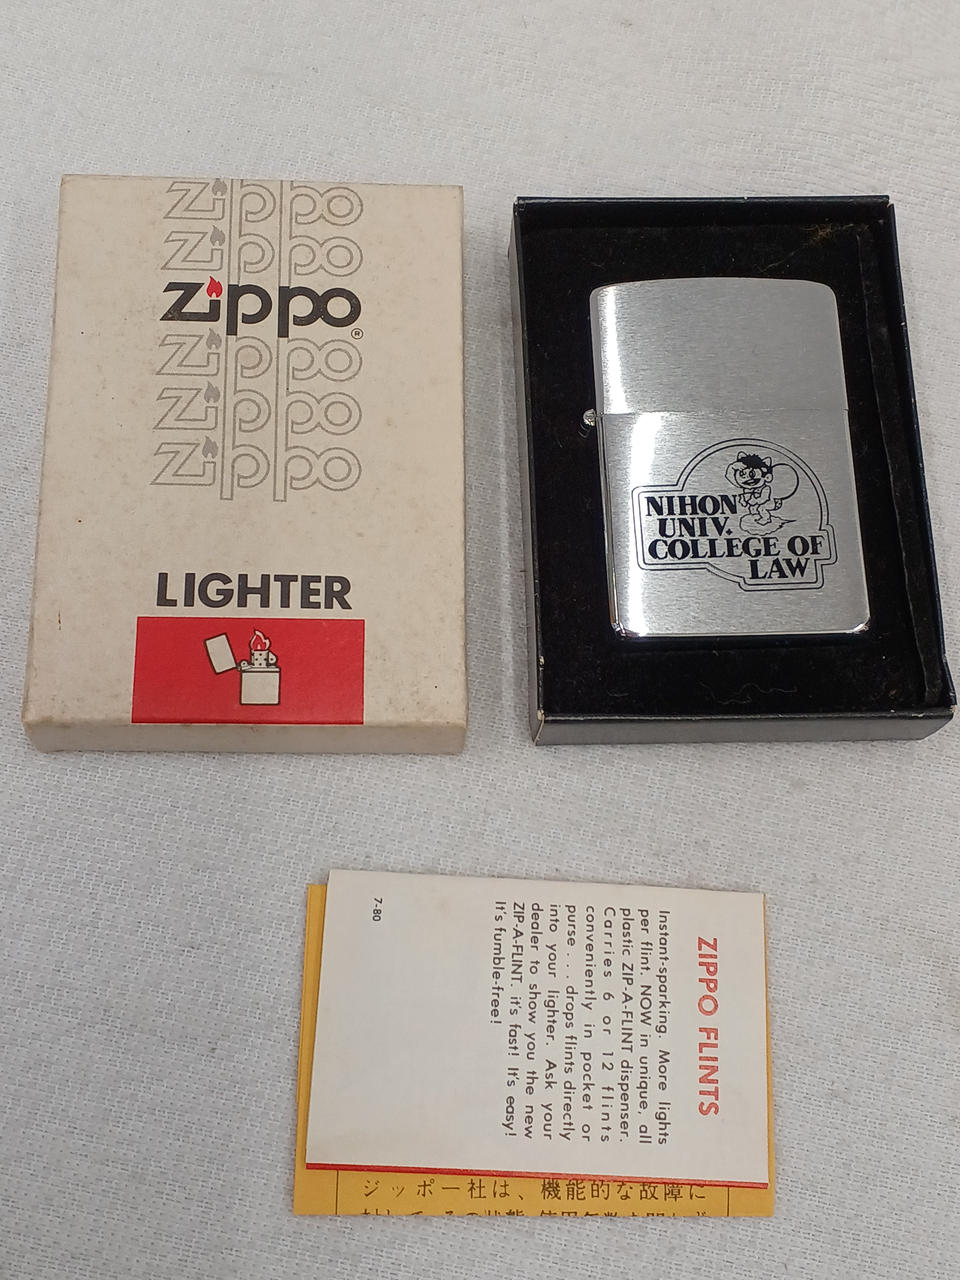 Zippo
Zippo
Zippo®
Zippo
Zippo
Zippo
LIGHTER
NIHON
UNIV.
COLLEGE OF
LAW
ZIPPO FLINTS
Instant-sparking. More lights
per flint. NOW in unique, all
plastic ZIP-A-FLINT dispenser.
Carries 6 or 12 flints
conveniently in pocket or
purse . . . drops flints directly
into your lighter. Ask your
dealer to show you the new
ZIP-A-FLINT. it's fast! It's easy!
It's fumble-free!
7-80
ジッポー社は、機能的な故障に